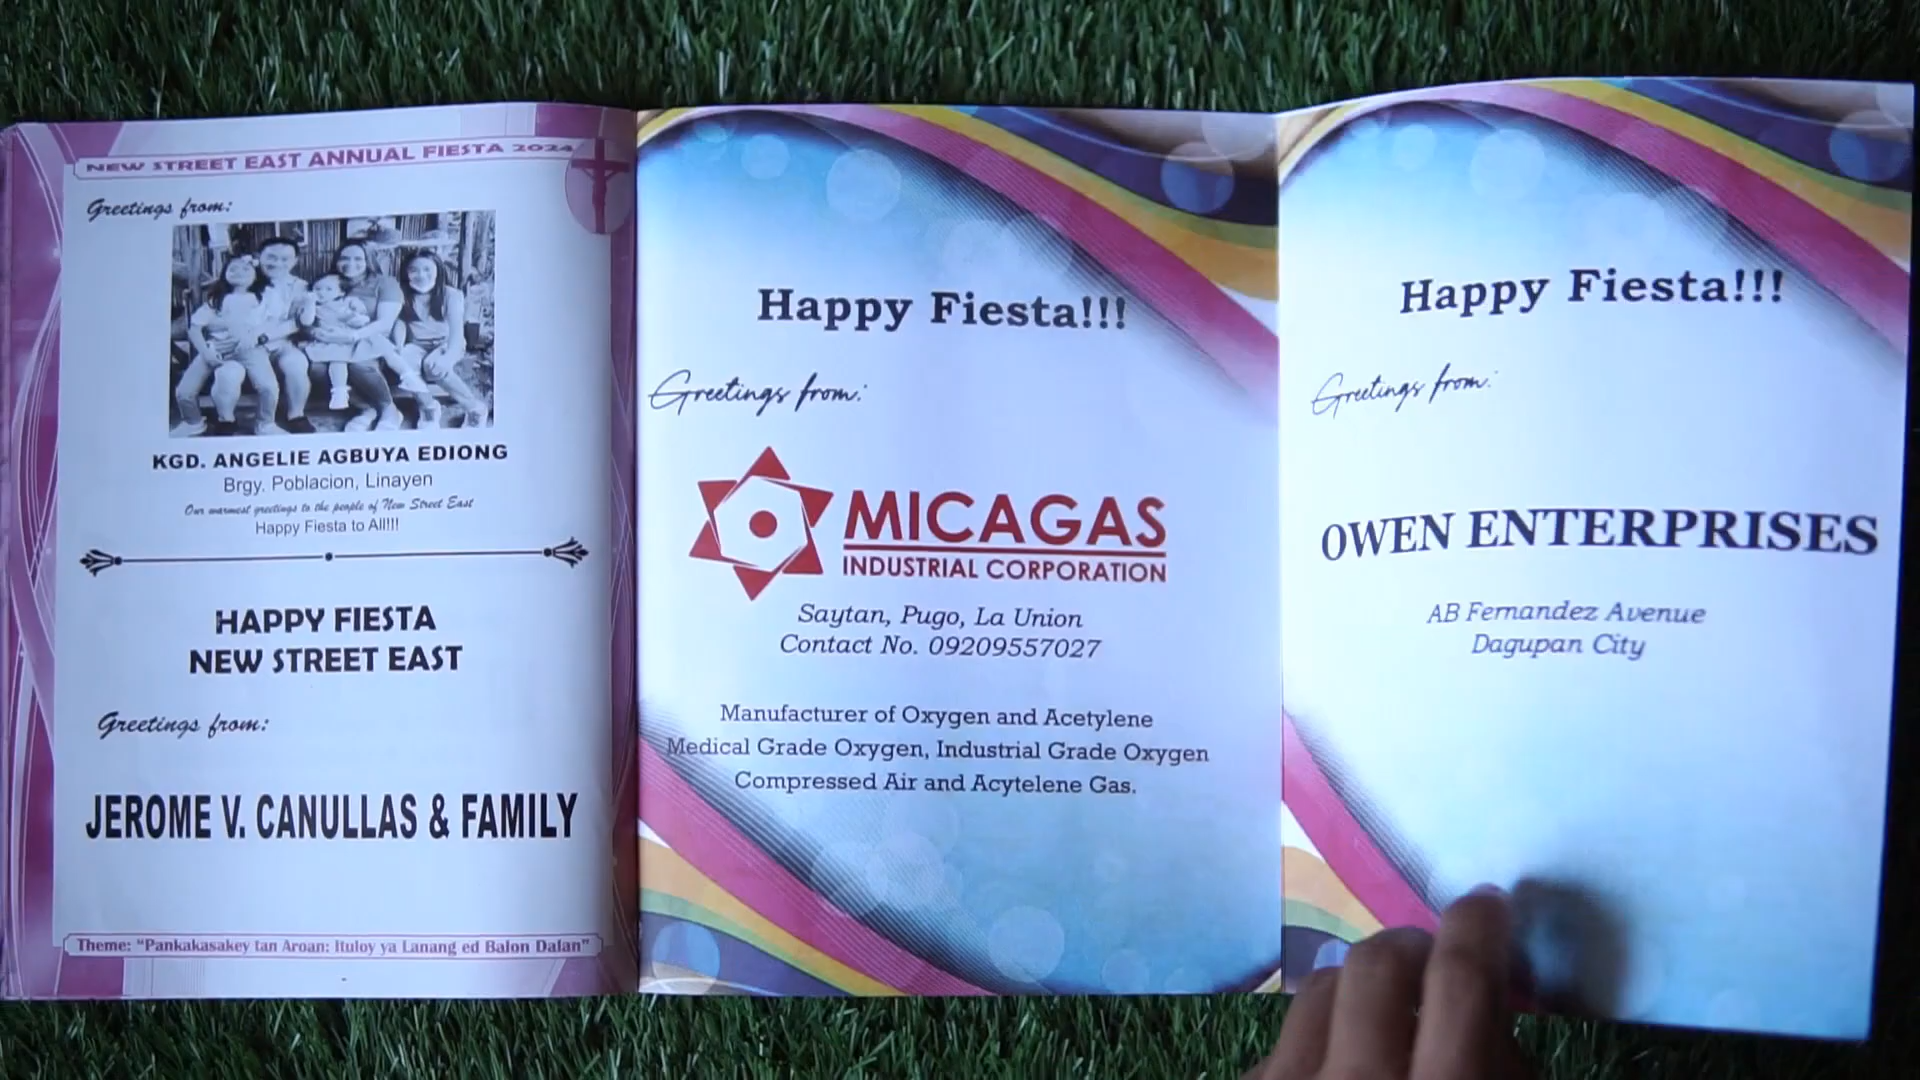 NEW STREET EAST ANNUAL FIESTA 2024
Greetings from:
KGD. ANGELIE AGBUYA EDIONG
Brgy. Poblacion, Linayen
Our warmest greetings to the people of New Street East
Happy Fiesta to All!!!
HAPPY FIESTA
NEW STREET EAST
Greetings from:
JEROME V. CANULLAS & FAMILY
Theme: "Pankakasakey tan Aroan: Ituloy ya Lanang ed Balon Dalan"
Happy Fiesta!!!
Greetings from:
MICAGAS
INDUSTRIAL CORPORATION
Saytan, Pugo, La Union
Contact No. 09209557027
Manufacturer of Oxygen and Acetylene
Medical Grade Oxygen, Industrial Grade Oxygen
Compressed Air and Acytelene Gas.
Happy Fiesta!!!
Greetings from:
OWEN ENTERPRISES
AB Fernandez Avenue
Dagupan City